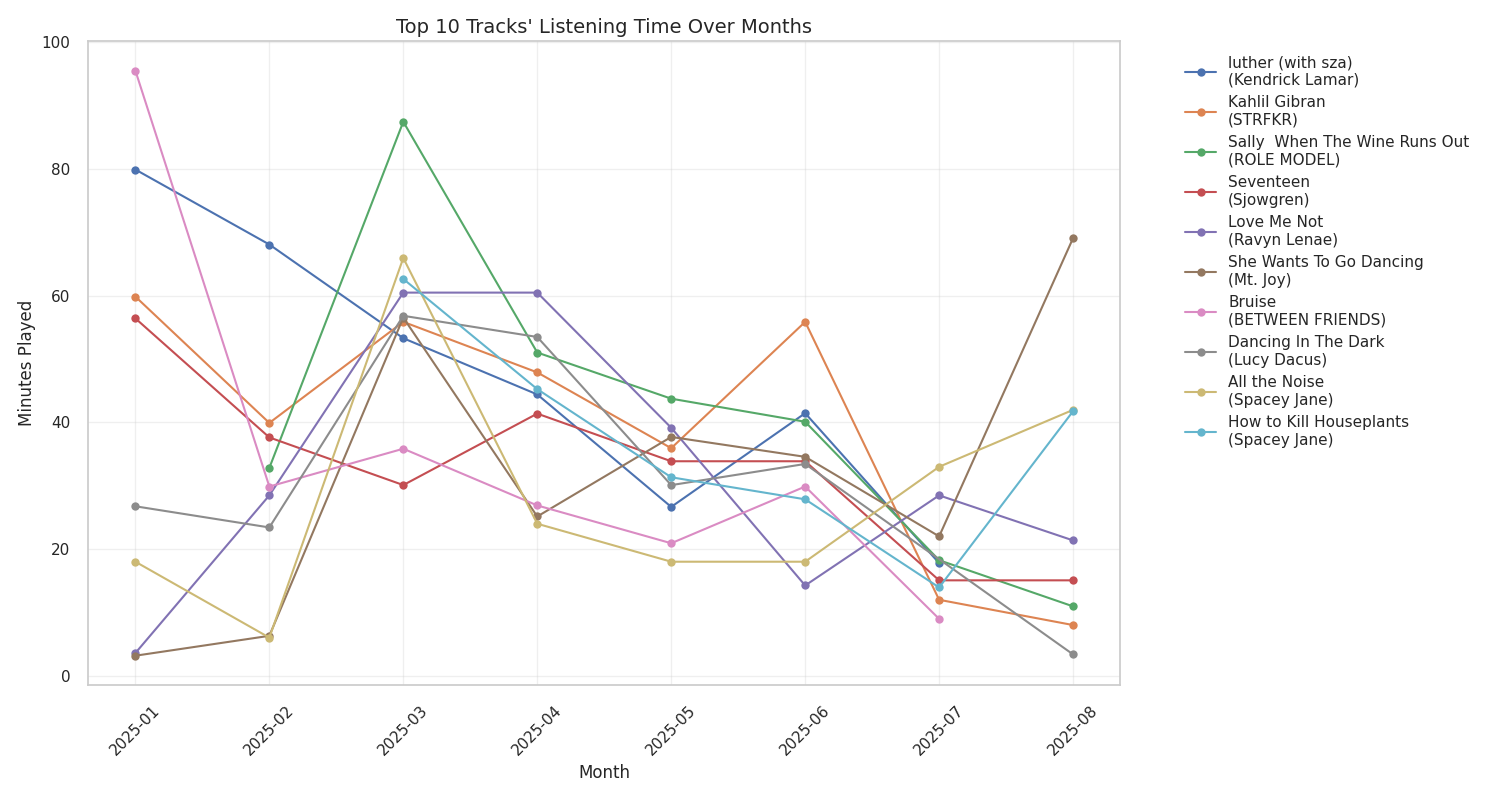 Top 10 Tracks' Listening Time Over Months
Minutes Played
100
80
60
40
20
0
2025-01
2025-02
2025-03
2025-04
2025-05
2025-06
2025-07
2025-08
Month
luther (with sza)
(Kendrick Lamar)
Kahlil Gibran
(STRFKR)
Sally  When The Wine Runs Out
(ROLE MODEL)
Seventeen
(Sjowgren)
Love Me Not
(Ravyn Lenae)
She Wants To Go Dancing
(Mt. Joy)
Bruise
(BETWEEN FRIENDS)
Dancing In The Dark
(Lucy Dacus)
All the Noise
(Spacey Jane)
How to Kill Houseplants
(Spacey Jane)